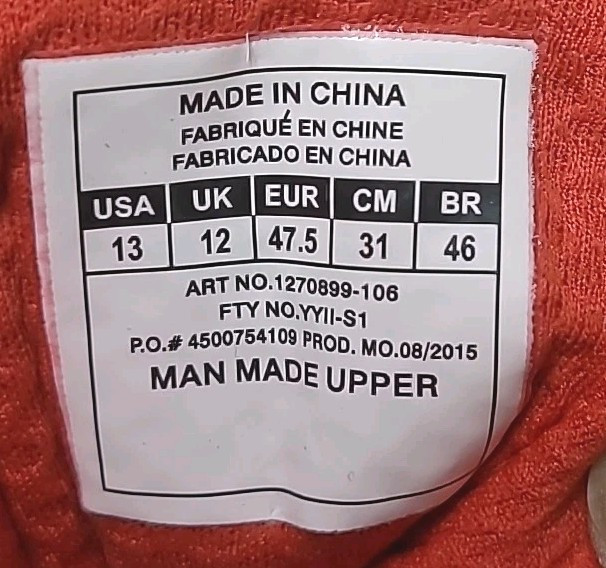 MADE IN CHINA
FABRIQUÉ EN CHINE
FABRICADO EN CHINA
USA UK EUR CM BR
13 12 47.5 31 46
ART NO.1270899-106
FTY NO.YYII-S1
P.O.# 4500754109 PROD. MO.08/2015
MAN MADE UPPER